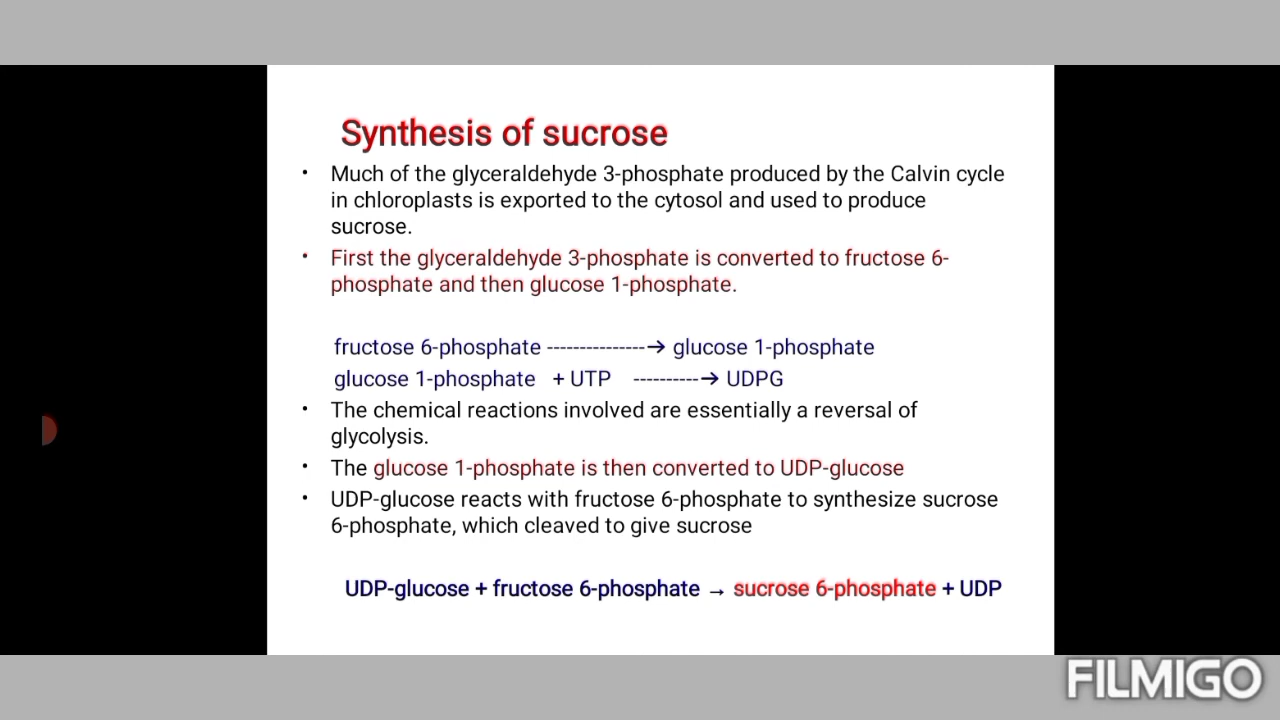 Synthesis of sucrose
• Much of the glyceraldehyde 3-phosphate produced by the Calvin cycle
in chloroplasts is exported to the cytosol and used to produce
sucrose.
• First the glyceraldehyde 3-phosphate is converted to fructose 6-
phosphate and then glucose 1-phosphate.
fructose 6-phosphate ---------------→ glucose 1-phosphate
glucose 1-phosphate + UTP ----------→ UDPG
• The chemical reactions involved are essentially a reversal of
glycolysis.
• The glucose 1-phosphate is then converted to UDP-glucose
• UDP-glucose reacts with fructose 6-phosphate to synthesize sucrose
6-phosphate, which cleaved to give sucrose
UDP-glucose + fructose 6-phosphate → sucrose 6-phosphate + UDP
FILMIGO